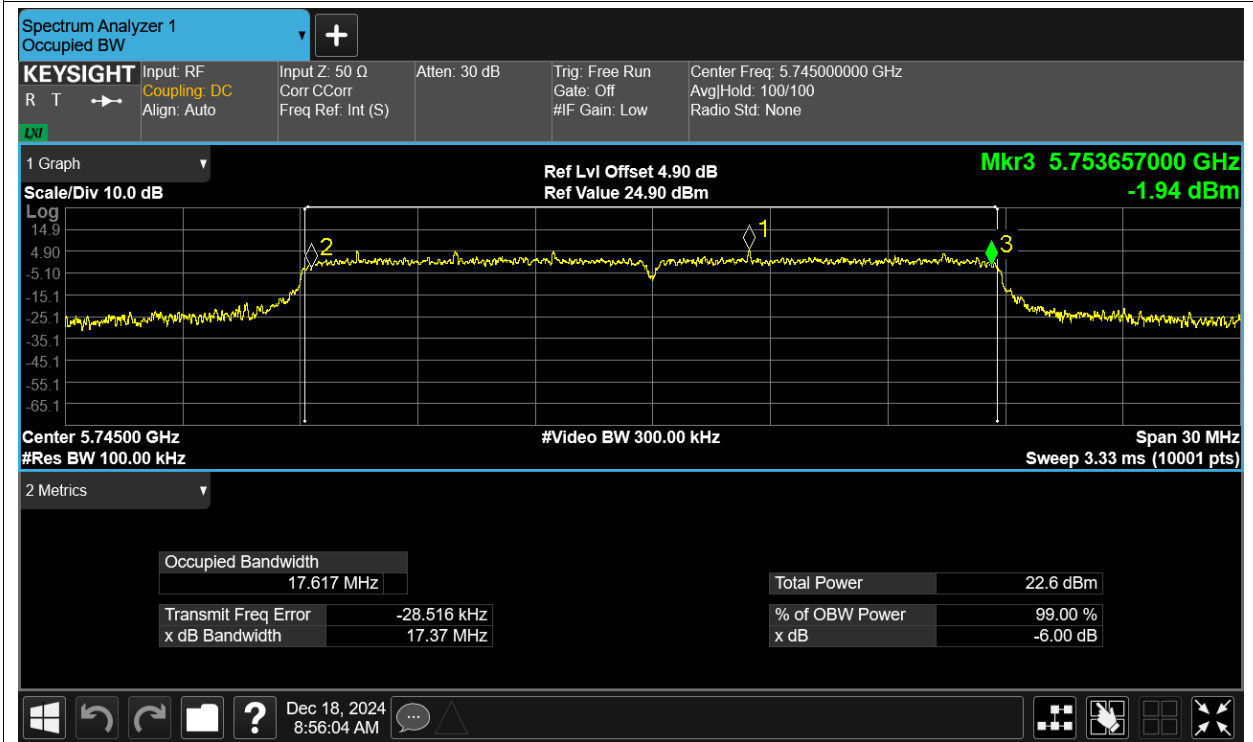 Spectrum Analyzer 1
Occupied BW
KEYSIGHT
R T
LXI
Input: RF
Coupling: DC
Align: Auto
Input Z: 50 Ω
Corr CCorr
Freq Ref: Int (S)
Atten: 30 dB
Trig: Free Run
Gate: Off
#IF Gain: Low
Center Freq: 5.745000000 GHz
Avg|Hold: 100/100
Radio Std: None
1 Graph
Scale/Div 10.0 dB
Ref Lvl Offset 4.90 dB
Ref Value 24.90 dBm
Mkr3 5.753657000 GHz
-1.94 dBm
Log
14.9
4.90
-5.10
-15.1
-25.1
-35.1
-45.1
-55.1
-65.1
2
1
3
Center 5.74500 GHz
#Res BW 100.00 kHz
#Video BW 300.00 kHz
Span 30 MHz
Sweep 3.33 ms (10001 pts)
2 Metrics
Occupied Bandwidth
17.617 MHz
Transmit Freq Error -28.516 kHz
x dB Bandwidth 17.37 MHz
Total Power 22.6 dBm
% of OBW Power 99.00 %
x dB -6.00 dB
?
Dec 18, 2024
8:56:04 AM